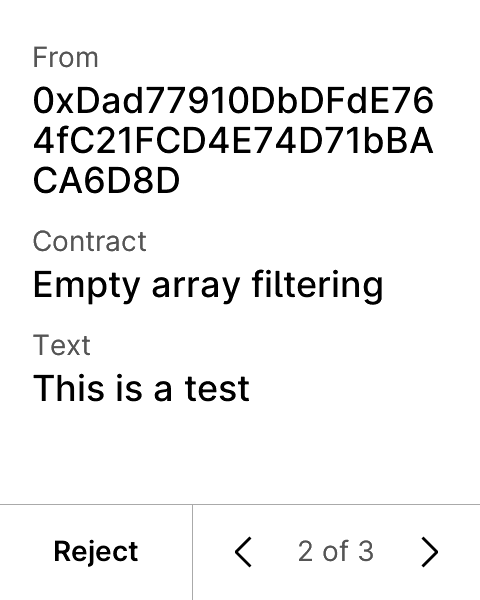 From
0xDad77910DbDFdE76
4fC21FCD4E74D71bBA
CA6D8D
Contract
Empty array filtering
Text
This is a test
Reject
2 of 3